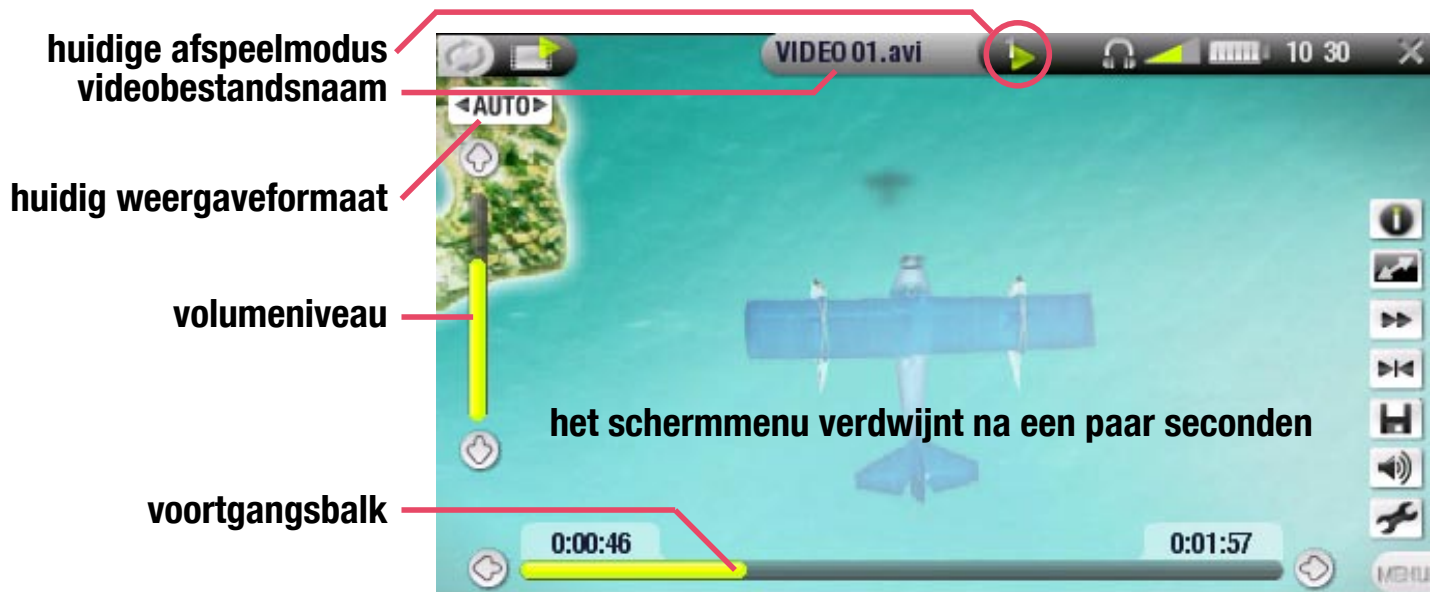 huidige afspeelmodus
videobestandsnaam
VIDEO 01.avi
10 30
AUTO
huidig weergaveformaat
volumeniveau
het schermmenu verdwijnt na een paar seconden
voortgangsbalk
0:00:46
0:01:57
MENU